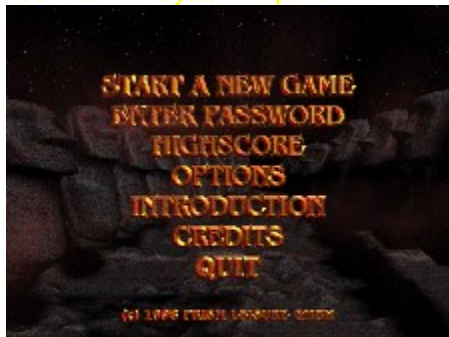 START A NEW GAME
ENTER PASSWORD
HIGHSCORE
OPTIONS
INTRODUCTION
CREDITS
QUIT
(c)